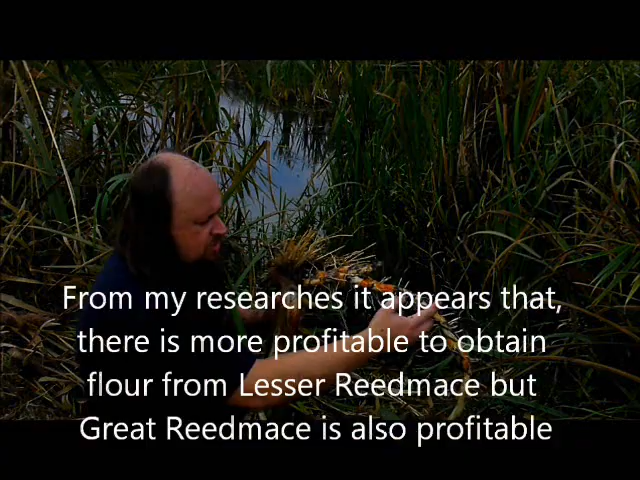 From my researches it appears that,
there is more profitable to obtain
flour from Lesser Reedmace but
Great Reedmace is also profitable